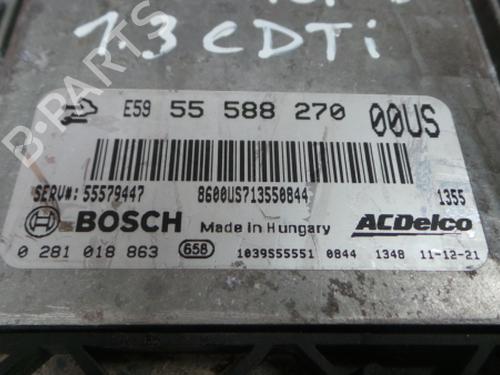 1.3 CDTi
E59 55 588 270 00US
SERV#: 55579447 8600US713550844 1355
BOSCH Made in Hungary ACDelco
0 281 018 863 658 1039S55551 0844 1348 11-12-21
B-PARTS